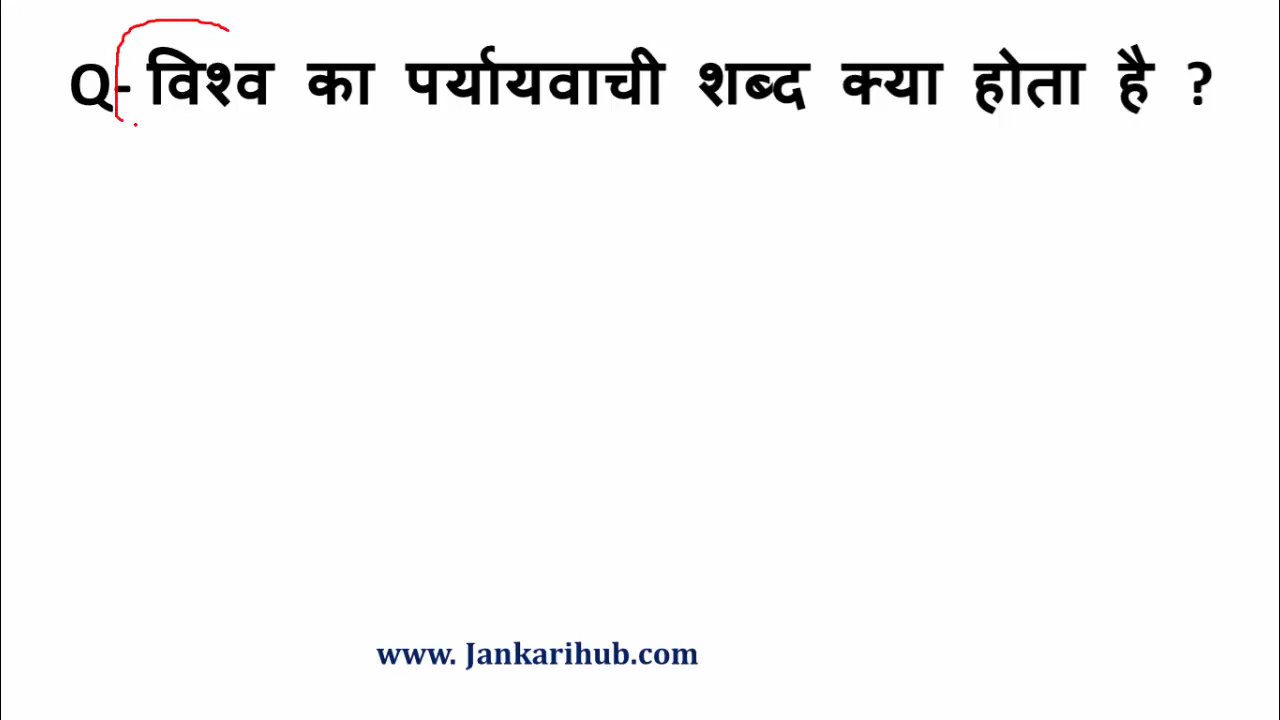 Q- विश्व का पर्यायवाची शब्द क्या होता है ?
www. Jankarihub.com